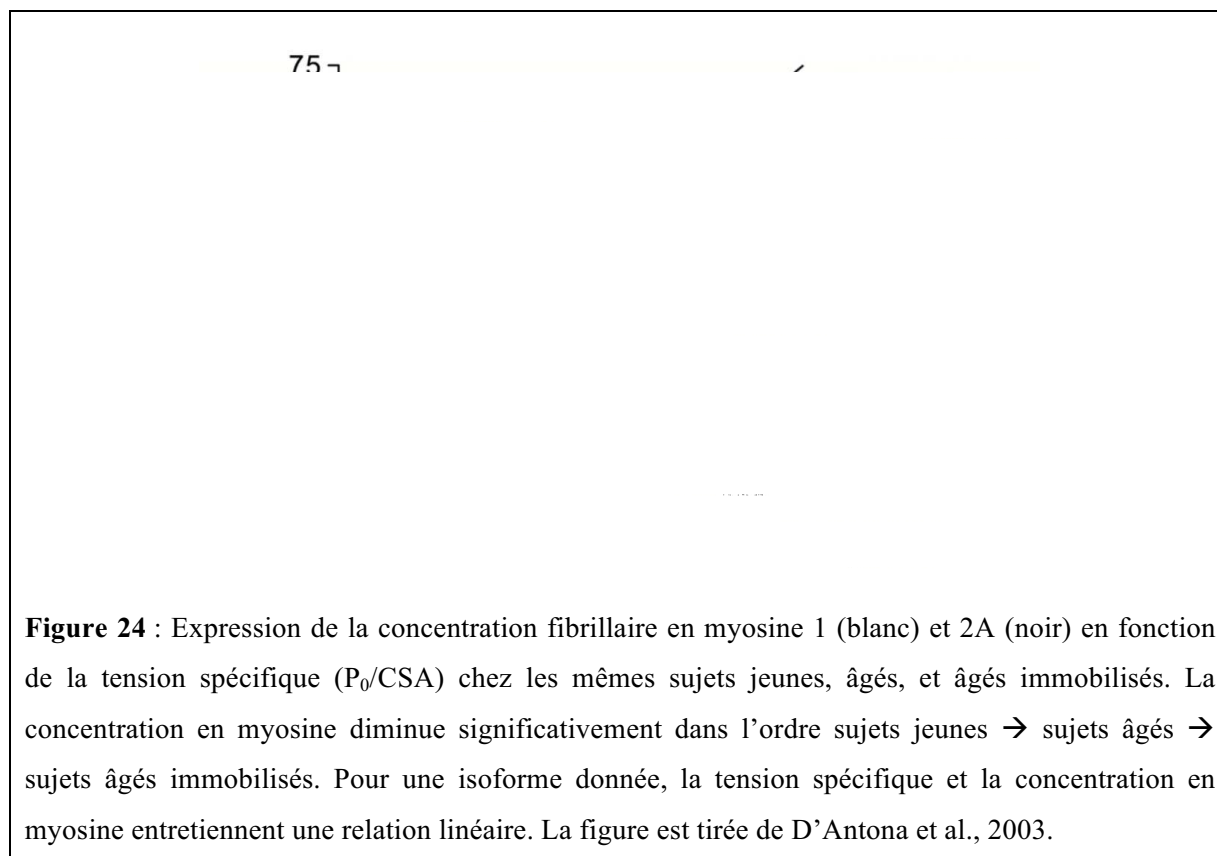 75
Figure 24 : Expression de la concentration fibrillaire en myosine 1 (blanc) et 2A (noir) en fonction
de la tension spécifique (P₀/CSA) chez les mêmes sujets jeunes, âgés, et âgés immobilisés. La
concentration en myosine diminue significativement dans l’ordre sujets jeunes → sujets âgés →
sujets âgés immobilisés. Pour une isoforme donnée, la tension spécifique et la concentration en
myosine entretiennent une relation linéaire. La figure est tirée de D’Antona et al., 2003.